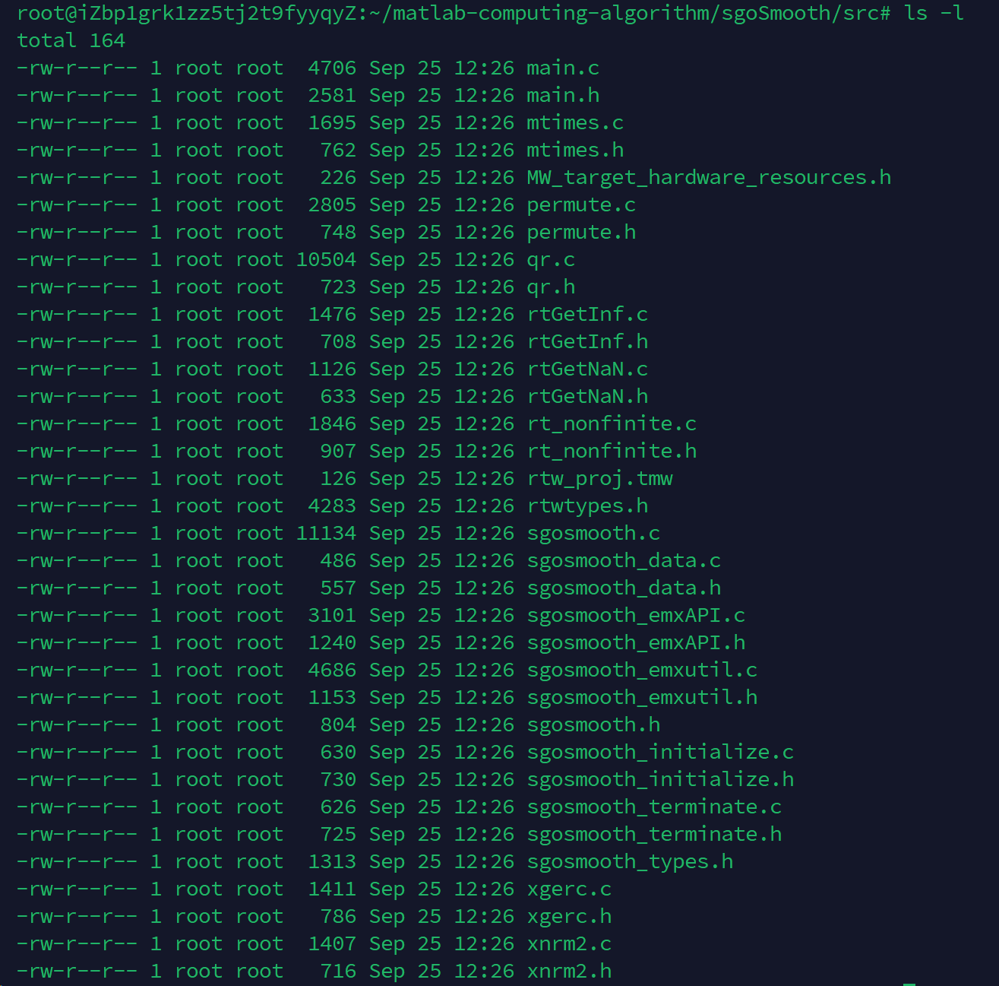 root@iZbp1grk1zz5tj2t9fyyqyZ:~/matlab-computing-algorithm/sgoSmooth/src# ls -l
total 164
-rw-r--r-- 1 root root  4706 Sep 25 12:26 main.c
-rw-r--r-- 1 root root  2581 Sep 25 12:26 main.h
-rw-r--r-- 1 root root  1695 Sep 25 12:26 mtimes.c
-rw-r--r-- 1 root root   762 Sep 25 12:26 mtimes.h
-rw-r--r-- 1 root root   226 Sep 25 12:26 MW_target_hardware_resources.h
-rw-r--r-- 1 root root  2805 Sep 25 12:26 permute.c
-rw-r--r-- 1 root root   748 Sep 25 12:26 permute.h
-rw-r--r-- 1 root root 10504 Sep 25 12:26 qr.c
-rw-r--r-- 1 root root   723 Sep 25 12:26 qr.h
-rw-r--r-- 1 root root  1476 Sep 25 12:26 rtGetInf.c
-rw-r--r-- 1 root root   708 Sep 25 12:26 rtGetInf.h
-rw-r--r-- 1 root root  1126 Sep 25 12:26 rtGetNaN.c
-rw-r--r-- 1 root root   633 Sep 25 12:26 rtGetNaN.h
-rw-r--r-- 1 root root  1846 Sep 25 12:26 rt_nonfinite.c
-rw-r--r-- 1 root root   907 Sep 25 12:26 rt_nonfinite.h
-rw-r--r-- 1 root root   126 Sep 25 12:26 rtw_proj.tmw
-rw-r--r-- 1 root root  4283 Sep 25 12:26 rtwtypes.h
-rw-r--r-- 1 root root 11134 Sep 25 12:26 sgosmooth.c
-rw-r--r-- 1 root root   486 Sep 25 12:26 sgosmooth_data.c
-rw-r--r-- 1 root root   557 Sep 25 12:26 sgosmooth_data.h
-rw-r--r-- 1 root root  3101 Sep 25 12:26 sgosmooth_emxAPI.c
-rw-r--r-- 1 root root  1240 Sep 25 12:26 sgosmooth_emxAPI.h
-rw-r--r-- 1 root root  4686 Sep 25 12:26 sgosmooth_emxutil.c
-rw-r--r-- 1 root root  1153 Sep 25 12:26 sgosmooth_emxutil.h
-rw-r--r-- 1 root root   804 Sep 25 12:26 sgosmooth.h
-rw-r--r-- 1 root root   630 Sep 25 12:26 sgosmooth_initialize.c
-rw-r--r-- 1 root root   730 Sep 25 12:26 sgosmooth_initialize.h
-rw-r--r-- 1 root root   626 Sep 25 12:26 sgosmooth_terminate.c
-rw-r--r-- 1 root root   725 Sep 25 12:26 sgosmooth_terminate.h
-rw-r--r-- 1 root root  1313 Sep 25 12:26 sgosmooth_types.h
-rw-r--r-- 1 root root  1411 Sep 25 12:26 xgerc.c
-rw-r--r-- 1 root root   786 Sep 25 12:26 xgerc.h
-rw-r--r-- 1 root root  1407 Sep 25 12:26 xnrm2.c
-rw-r--r-- 1 root root   716 Sep 25 12:26 xnrm2.h